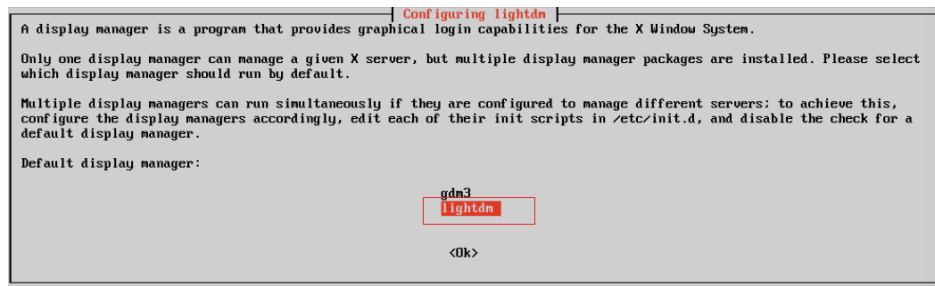 Configuring lightdm
A display manager is a program that provides graphical login capabilities for the X Window System.
Only one display manager can manage a given X server, but multiple display manager packages are installed. Please select
which display manager should run by default.
Multiple display managers can run simultaneously if they are configured to manage different servers; to achieve this,
configure the display managers accordingly, edit each of their init scripts in /etc/init.d, and disable the check for a
default display manager.
Default display manager:
gdm3
lightdm
<Ok>